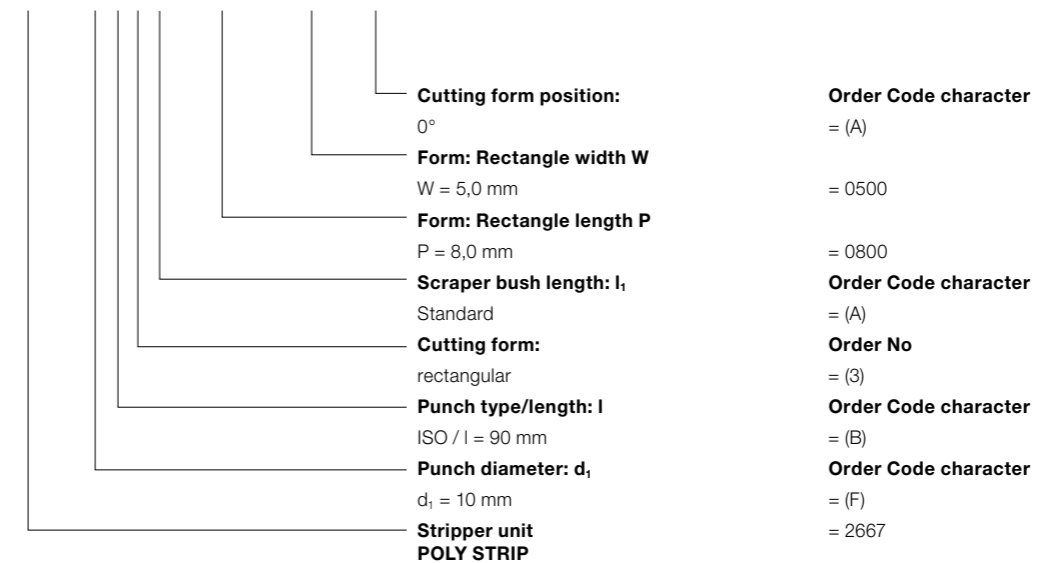 Cutting form position: Order Code character
0° = (A)
Form: Rectangle width W
W = 5,0 mm = 0500
Form: Rectangle length P
P = 8,0 mm = 0800
Scraper bush length: l₁ Order Code character
Standard = (A)
Cutting form: Order No
rectangular = (3)
Punch type/length: l Order Code character
ISO / l = 90 mm = (B)
Punch diameter: d₁ Order Code character
d₁ = 10 mm = (F)
Stripper unit = 2667
POLY STRIP